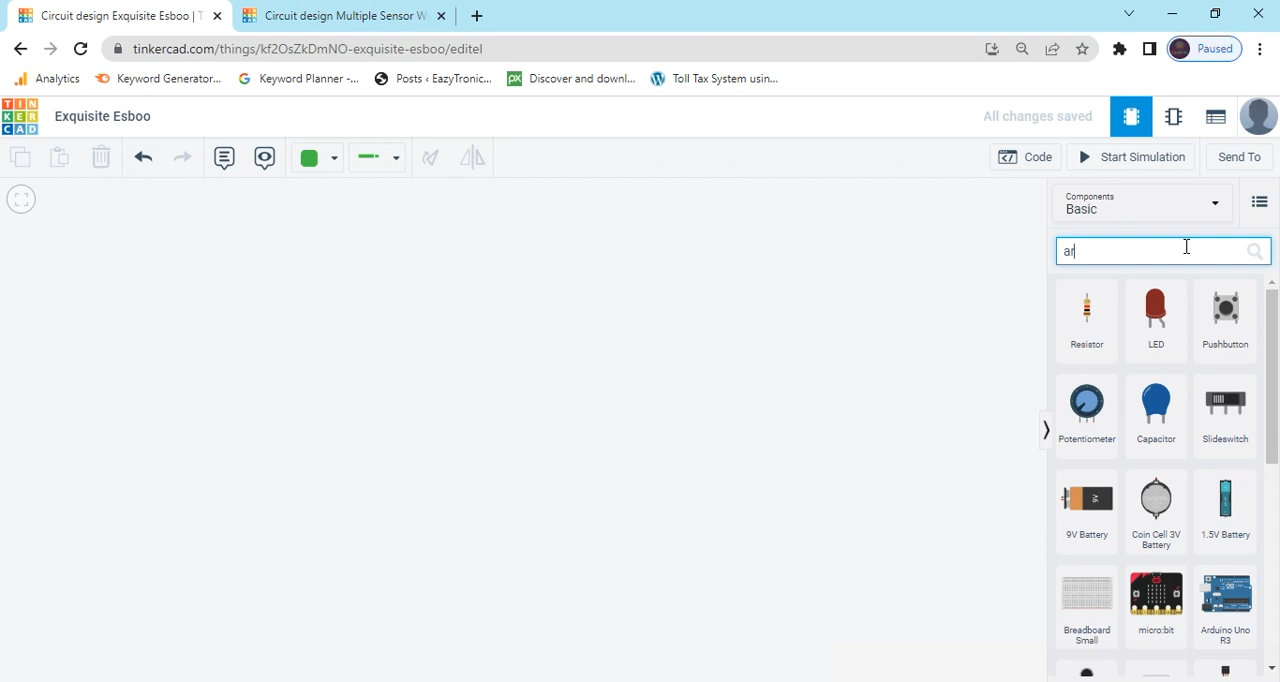 Circuit design Exquisite Esboo | T
Circuit design Multiple Sensor W
tinkercad.com/things/kf2OsZkDmNO-exquisite-esboo/editel
Paused
Analytics
Keyword Generator...
Keyword Planner -...
Posts ‹ EazyTronic...
Discover and downl...
Toll Tax System usin...
TIN
KER
CAD
Exquisite Esboo
All changes saved
Code
Start Simulation
Send To
Components
Basic
ar
Resistor
LED
Pushbutton
Potentiometer
Capacitor
Slideswitch
9V
9V Battery
Coin Cell 3V
Battery
1.5V Battery
Breadboard
Small
micro:bit
Arduino Uno
R3